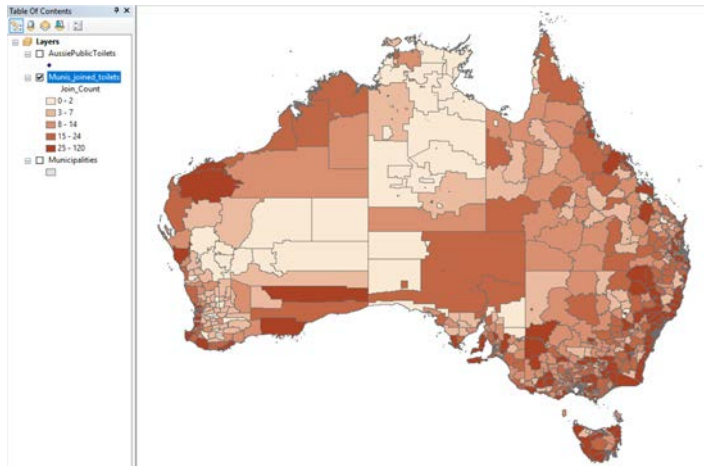 Table Of Contents
Layers
AussiePublicToilets
Munis_joined_toilets
Join_Count
0 - 2
3 - 7
8 - 14
15 - 24
25 - 120
Municipalities